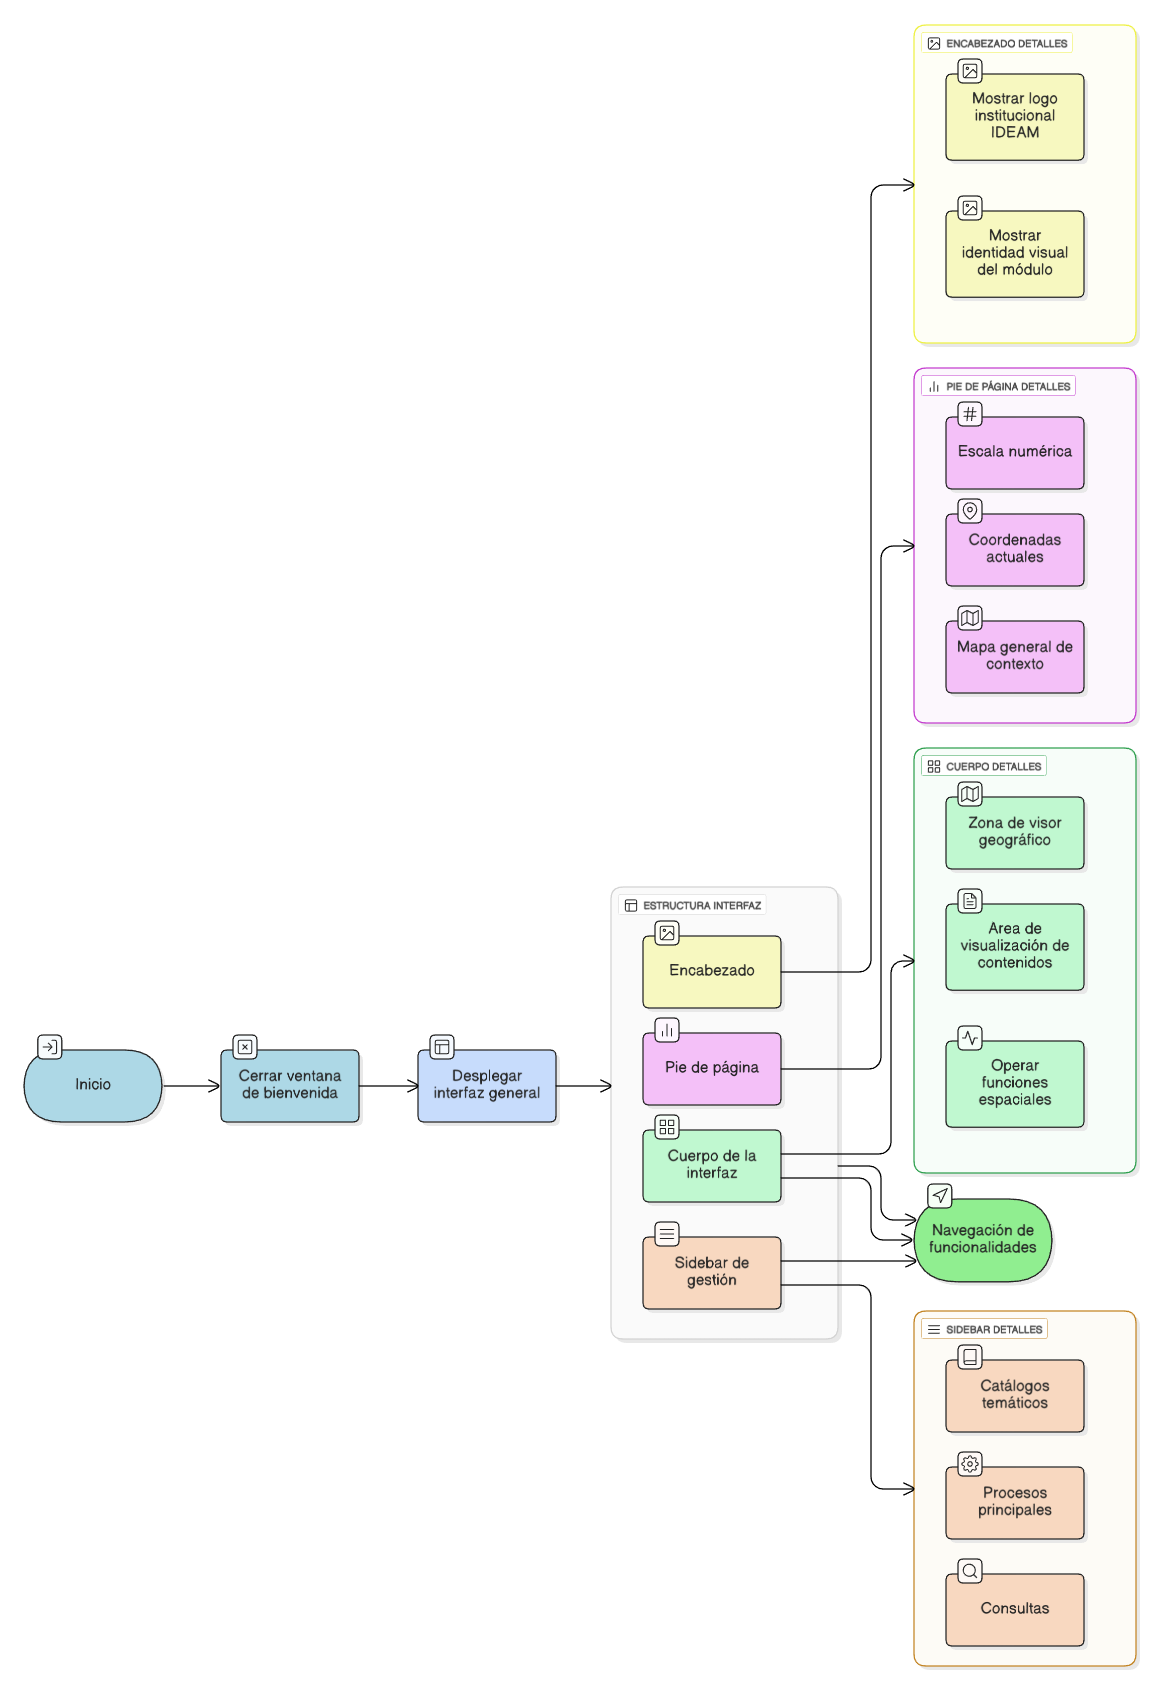 ENCABEZADO DETALLES
Mostrar logo
institucional
IDEAM
Mostrar
identidad visual
del módulo
PIE DE PÁGINA DETALLES
Escala numérica
Coordenadas
actuales
Mapa general de
contexto
CUERPO DETALLES
Zona de visor
geográfico
Area de
visualización de
contenidos
Operar
funciones
espaciales
ESTRUCTURA INTERFAZ
Encabezado
Pie de página
Cuerpo de la
interfaz
Sidebar de
gestión
Inicio
Cerrar ventana
de bienvenida
Desplegar
interfaz general
Navegación de
funcionalidades
SIDEBAR DETALLES
Catálogos
temáticos
Procesos
principales
Consultas